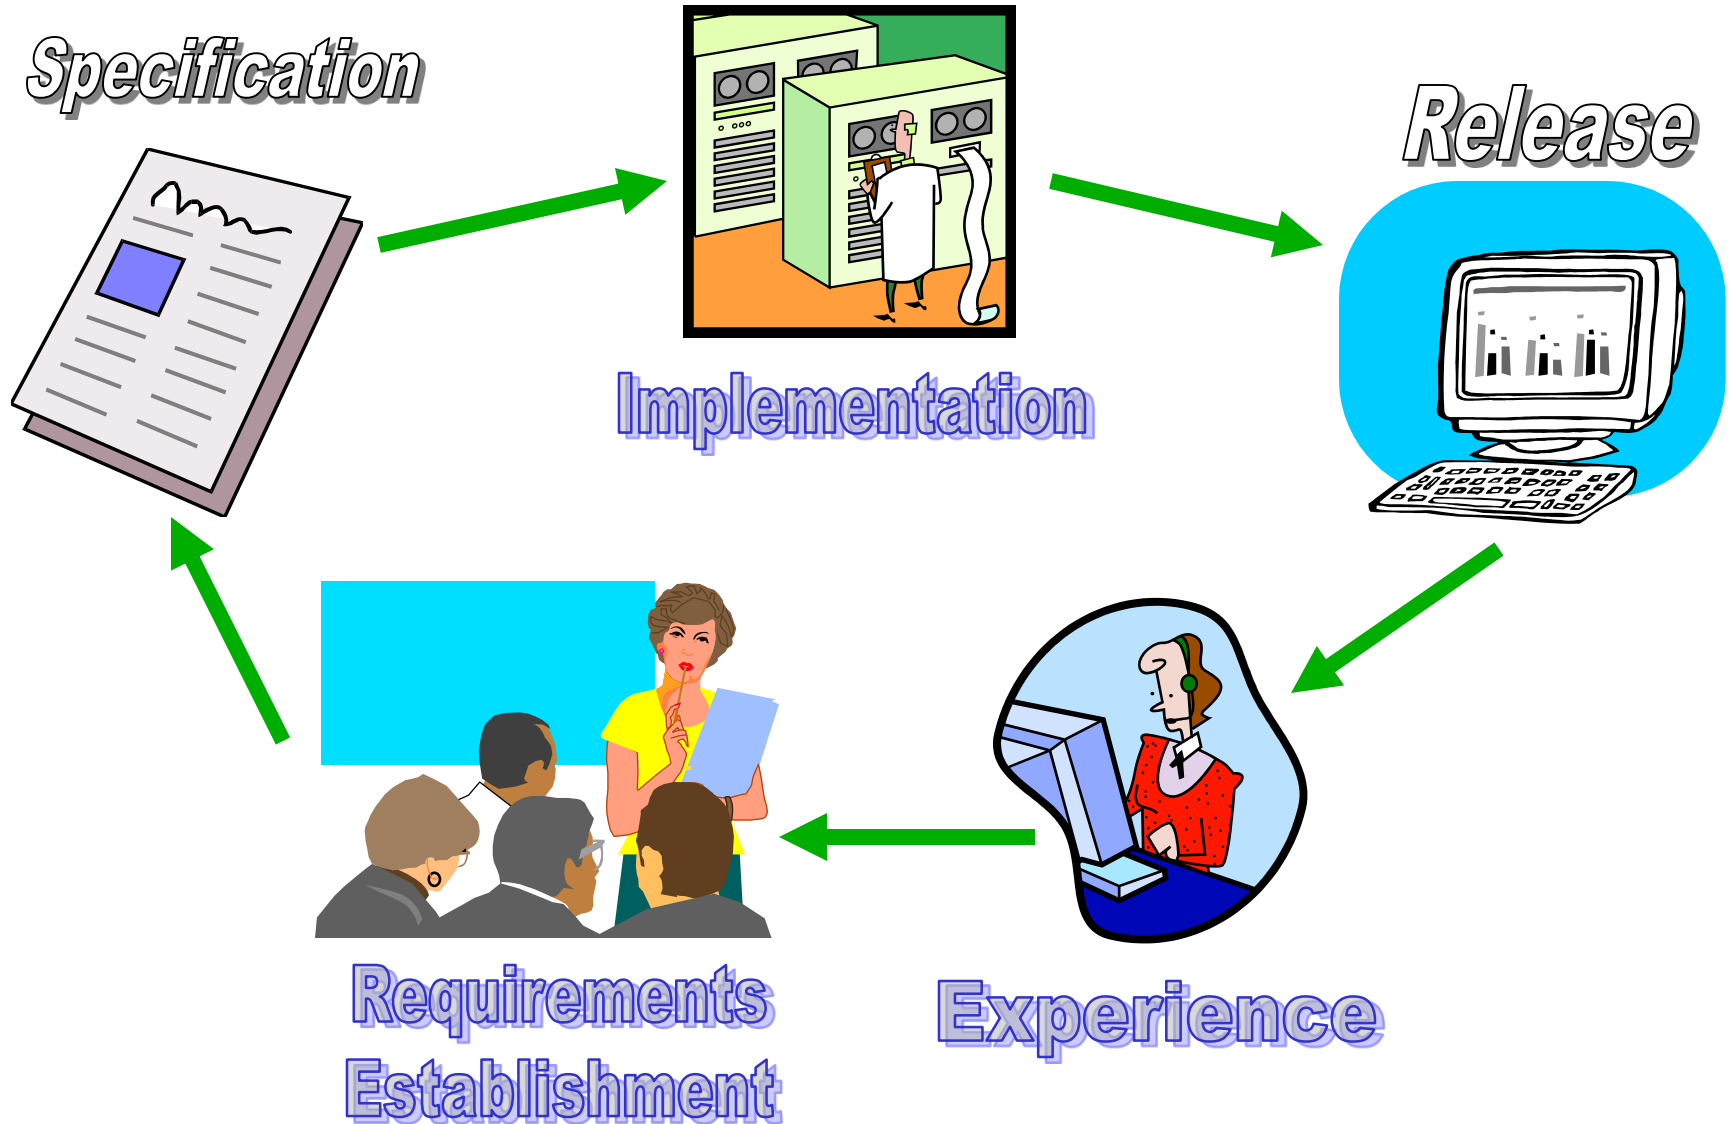 Specification
Release
Implementation
Requirements
Establishment
Experience